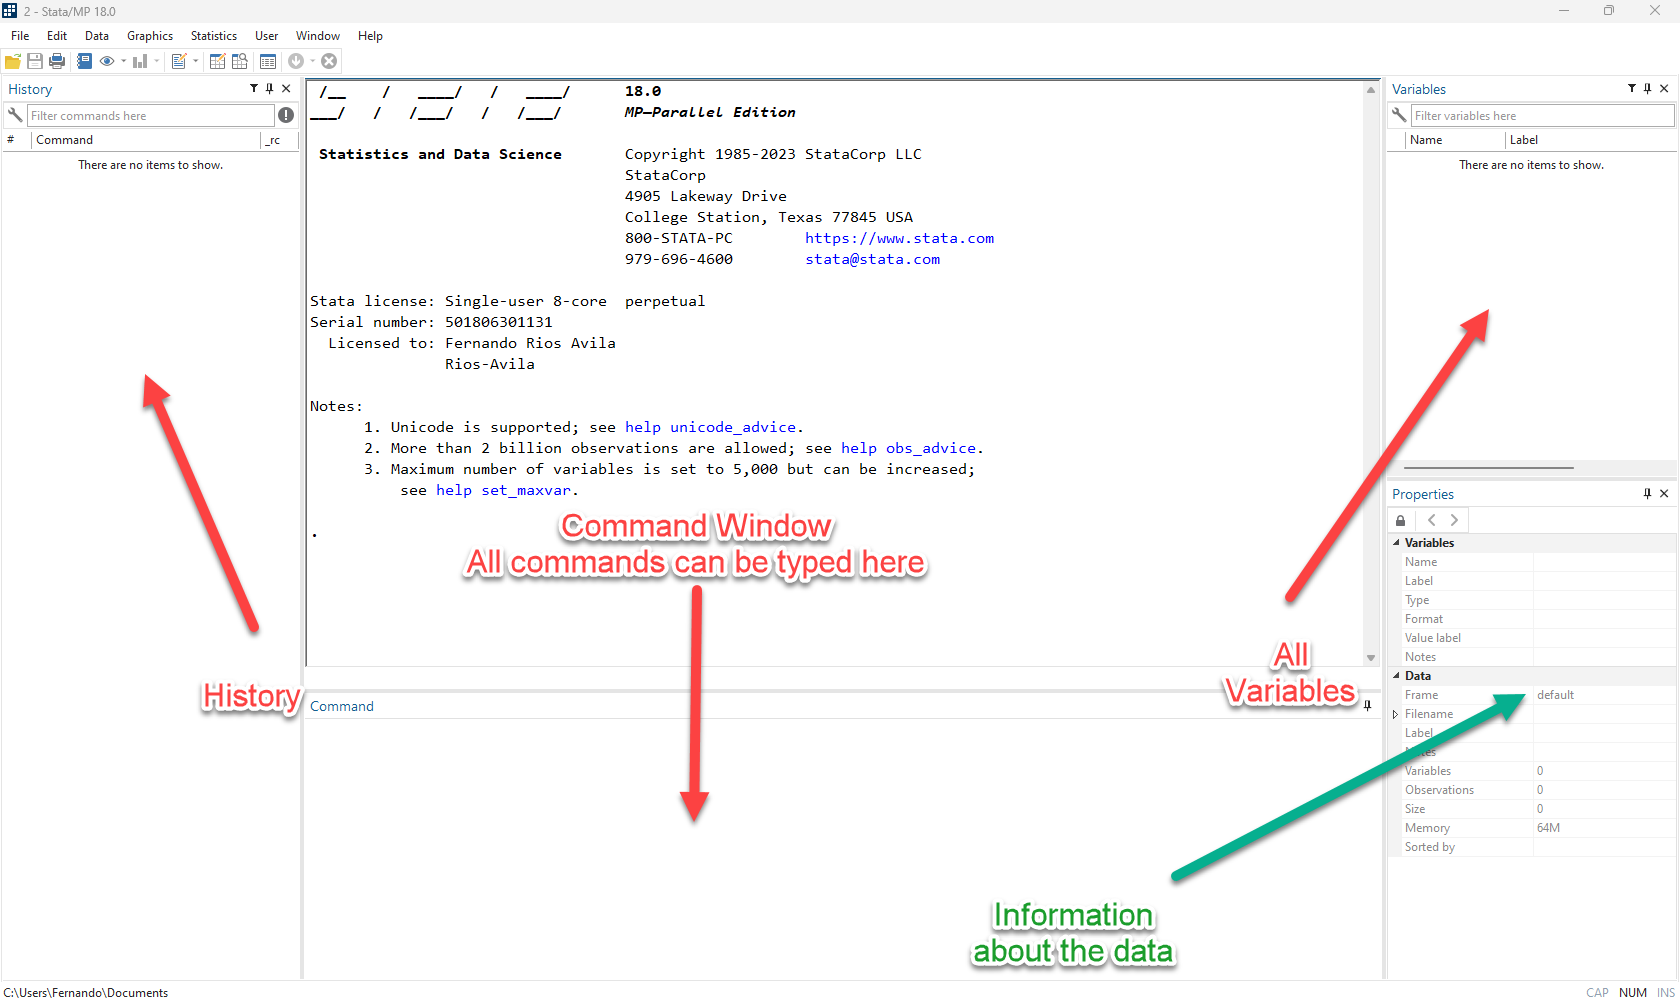 2 - Stata/MP 18.0
File Edit Data Graphics Statistics User Window Help
History
Filter commands here
# Command _rc
There are no items to show.
18.0
MP—Parallel Edition
Statistics and Data Science Copyright 1985-2023 StataCorp LLC
StataCorp
4905 Lakeway Drive
College Station, Texas 77845 USA
800-STATA-PC https://www.stata.com
979-696-4600 stata@stata.com
Stata license: Single-user 8-core perpetual
Serial number: 501806301131
Licensed to: Fernando Rios Avila
Rios-Avila
Notes:
1. Unicode is supported; see help unicode_advice.
2. More than 2 billion observations are allowed; see help obs_advice.
3. Maximum number of variables is set to 5,000 but can be increased;
see help set_maxvar.
.
Command Window
All commands can be typed here
History
Command
Variables
Filter variables here
Name Label
There are no items to show.
All
Variables
Properties
Variables
Name
Label
Type
Format
Value label
Notes
Data
Frame default
Filename
Label
Notes
Variables 0
Observations 0
Size 0
Memory 64M
Sorted by
Information
about the data
C:\Users\Fernando\Documents
CAP NUM INS